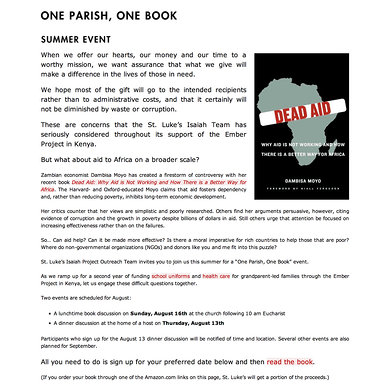 ONE PARISH, ONE BOOK
SUMMER EVENT
When we offer our hearts, our money and our time to a
worthy mission, we want assurance that what we give will
make a difference in the lives of those in need.
We hope most of the gift will go to the intended recipients
rather than to administrative costs, and that it certainly will
not be diminished by waste or corruption.
These are concerns that the St. Luke's Isaiah Team has
seriously considered throughout its support of the Ember
Project in Kenya.
But what about aid to Africa on a broader scale?
DEAD AID
WHY AID IS NOT WORKING AND HOW
THERE IS A BETTER WAY FOR AFRICA
DAMBISA MOYO
FOREWORD BY NIALL FERGUSON
Zambian economist Dambisa Moyo has created a firestorm of controversy with her
recent book Dead Aid: Why Aid is Not Working and How There is a Better Way for
Africa. The Harvard- and Oxford-educated Moyo claims that aid fosters dependency
and, rather than reducing poverty, inhibits long-term economic development.
Her critics counter that her views are simplistic and poorly researched. Others find her arguments persuasive, however, citing
evidence of corruption and the growth in poverty despite billions of dollars in aid. Still others urge that attention be focused on
increasing effectiveness rather than on the failures.
So... Can aid help? Can it be made more effective? Is there a moral imperative for rich countries to help those that are poor?
Where do non-governmental organizations (NGOs) and donors like you and me fit into this puzzle?
St. Luke's Isaiah Project Outreach Team invites you to join us this summer for a "One Parish, One Book" event.
As we ramp up for a second year of funding school uniforms and health care for grandparent-led families through the Ember
Project in Kenya, let us engage these difficult questions together.
Two events are scheduled for August:
• A lunchtime book discussion on Sunday, August 16th at the church following 10 am Eucharist
• A dinner discussion at the home of a host on Thursday, August 13th
Participants who sign up for the August 13 dinner discussion will be notified of time and location. Several other events are also
planned for September.
All you need to do is sign up for your preferred date below and then read the book.
(If you order your book through one of the Amazon.com links on this page, St. Luke's will get a portion of the proceeds.)